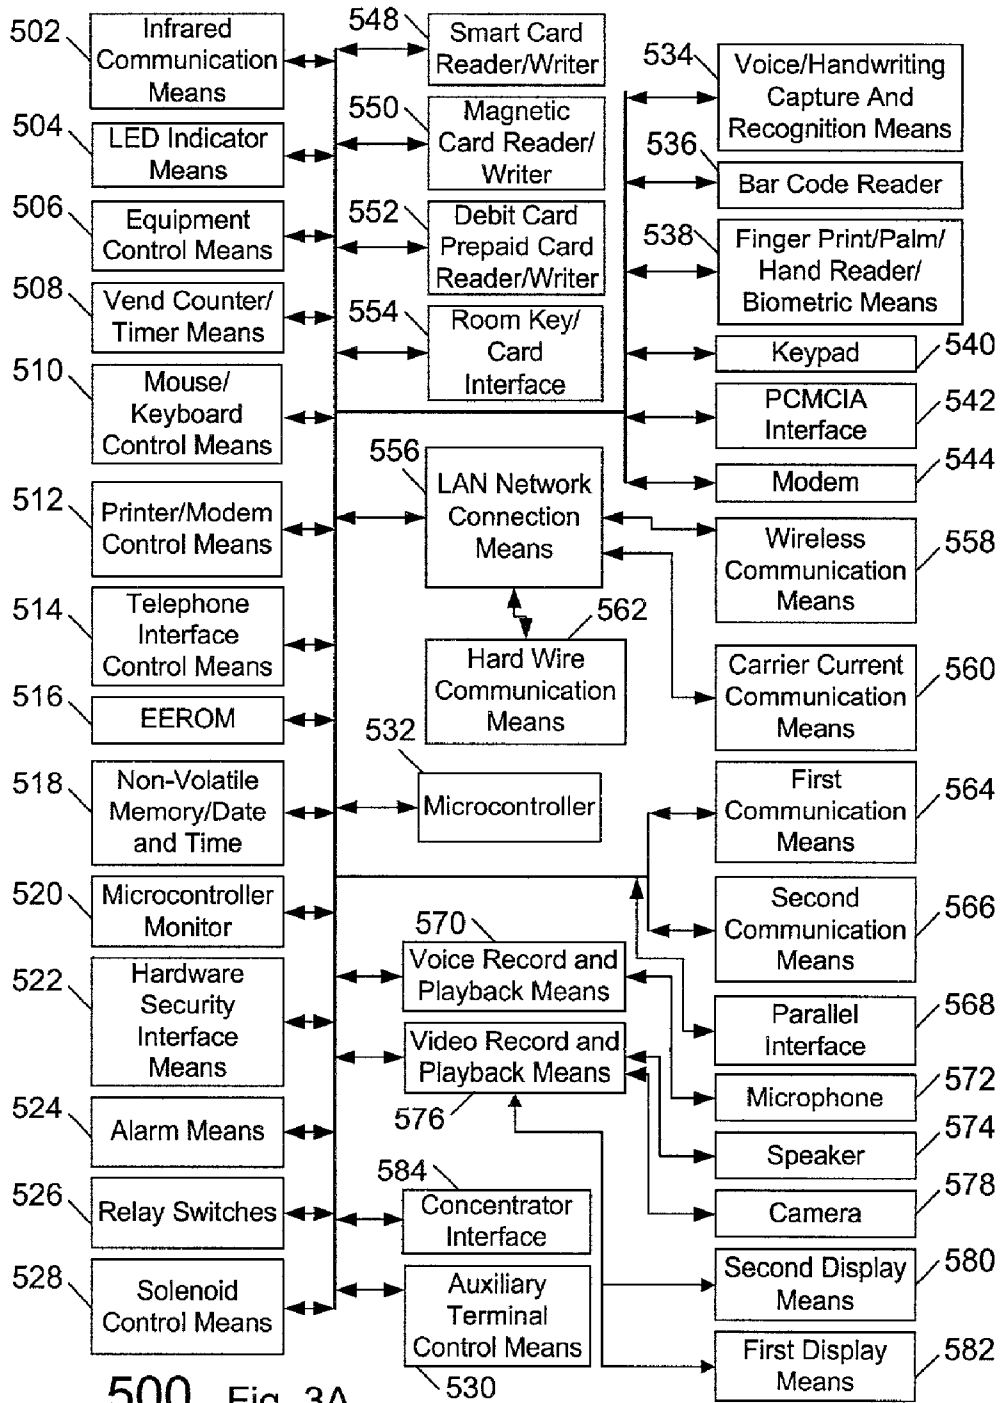 502
Infrared
Communication
Means
504
LED Indicator
Means
506
Equipment
Control Means
508
Vend Counter/
Timer Means
510
Mouse/
Keyboard
Control Means
512
Printer/Modem
Control Means
514
Telephone
Interface
Control Means
516
EEROM
518
Non-Volatile
Memory/Date
and Time
520
Microcontroller
Monitor
522
Hardware
Security
Interface
Means
524
Alarm Means
526
Relay Switches
528
Solenoid
Control Means
548
Smart Card
Reader/Writer
550
Magnetic
Card Reader/
Writer
552
Debit Card
Prepaid Card
Reader/Writer
554
Room Key/
Card
Interface
556
LAN Network
Connection
Means
562
Hard Wire
Communication
Means
532
Microcontroller
570
Voice Record and
Playback Means
Video Record and
Playback Means
576
584
Concentrator
Interface
Auxiliary
Terminal
Control Means
530
534
Voice/Handwriting
Capture And
Recognition Means
536
Bar Code Reader
538
Finger Print/Palm/
Hand Reader/
Biometric Means
Keypad
540
PCMCIA
Interface
542
Modem
544
Wireless
Communication
Means
558
Carrier Current
Communication
Means
560
First
Communication
Means
564
Second
Communication
Means
566
Parallel
Interface
568
Microphone
572
Speaker
574
Camera
578
Second Display
Means
580
First Display
Means
582
500 Fig. 3A